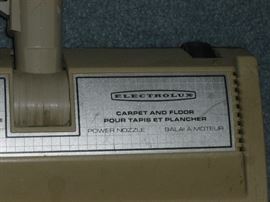 ELECTROLUX
CARPET AND FLOOR
POUR TAPIS ET PLANCHER
POWER NOZZLE BALAI A MOTEUR